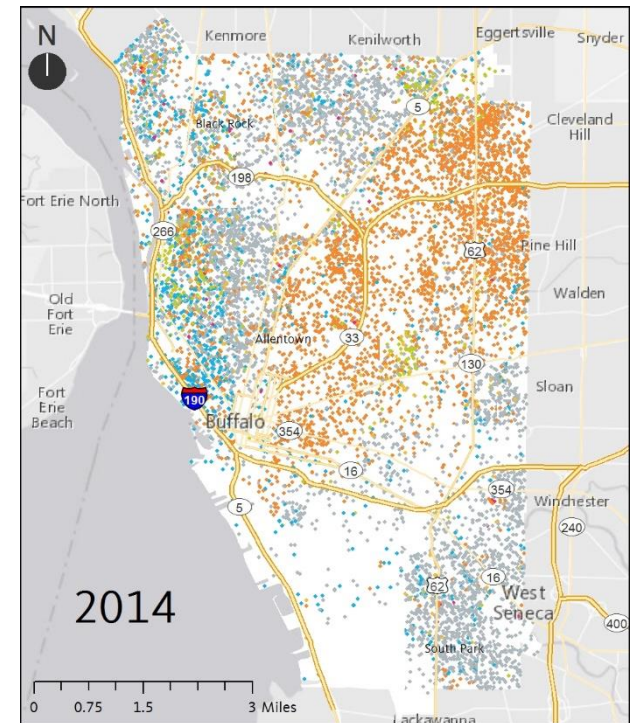 N
Kenmore
Kenilworth
Eggertsville
Snyder
5
Black Rock
Cleveland
Hill
198
Fort Erie North
266
62
Pine Hill
Old
Fort
Erie
Walden
33
Allentown
130
Fort
Erie
Beach
190
Sloan
Buffalo
354
16
354
Winchester
5
240
62
16
West
Seneca
2014
400
South Park
0 0.75 1.5 3 Miles
Lackawanna